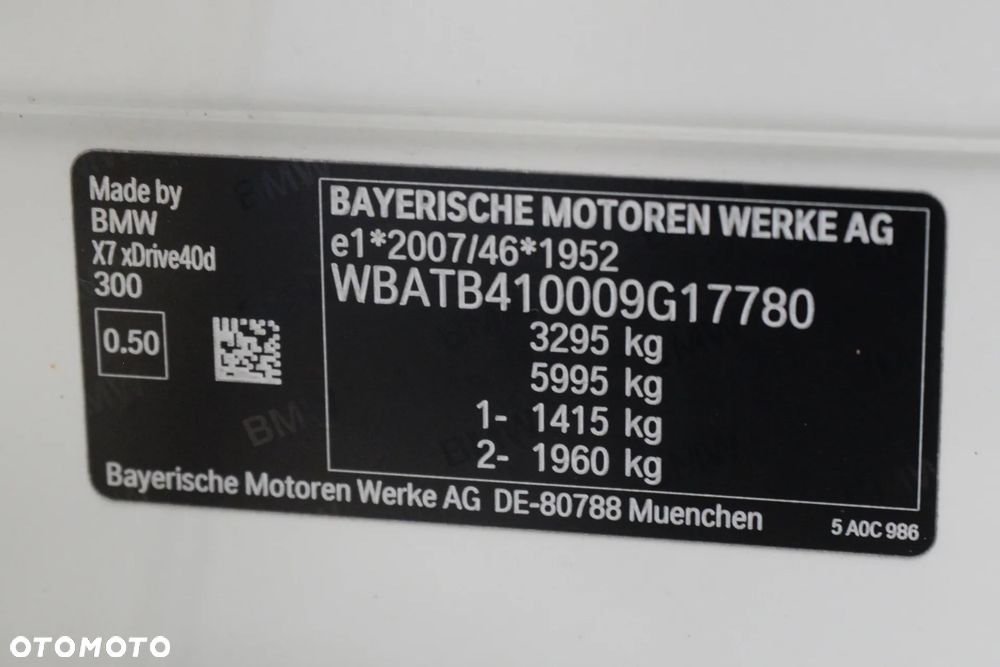 Made by
BMW
X7 xDrive40d
300
0.50
BAYERISCHE MOTOREN WERKE AG
e1*2007/46*1952
WBATB410009G17780
3295 kg
5995 kg
1- 1415 kg
2- 1960 kg
Bayerische Motoren Werke AG DE-80788 Muenchen
5 A0C 986
OTOMOTO